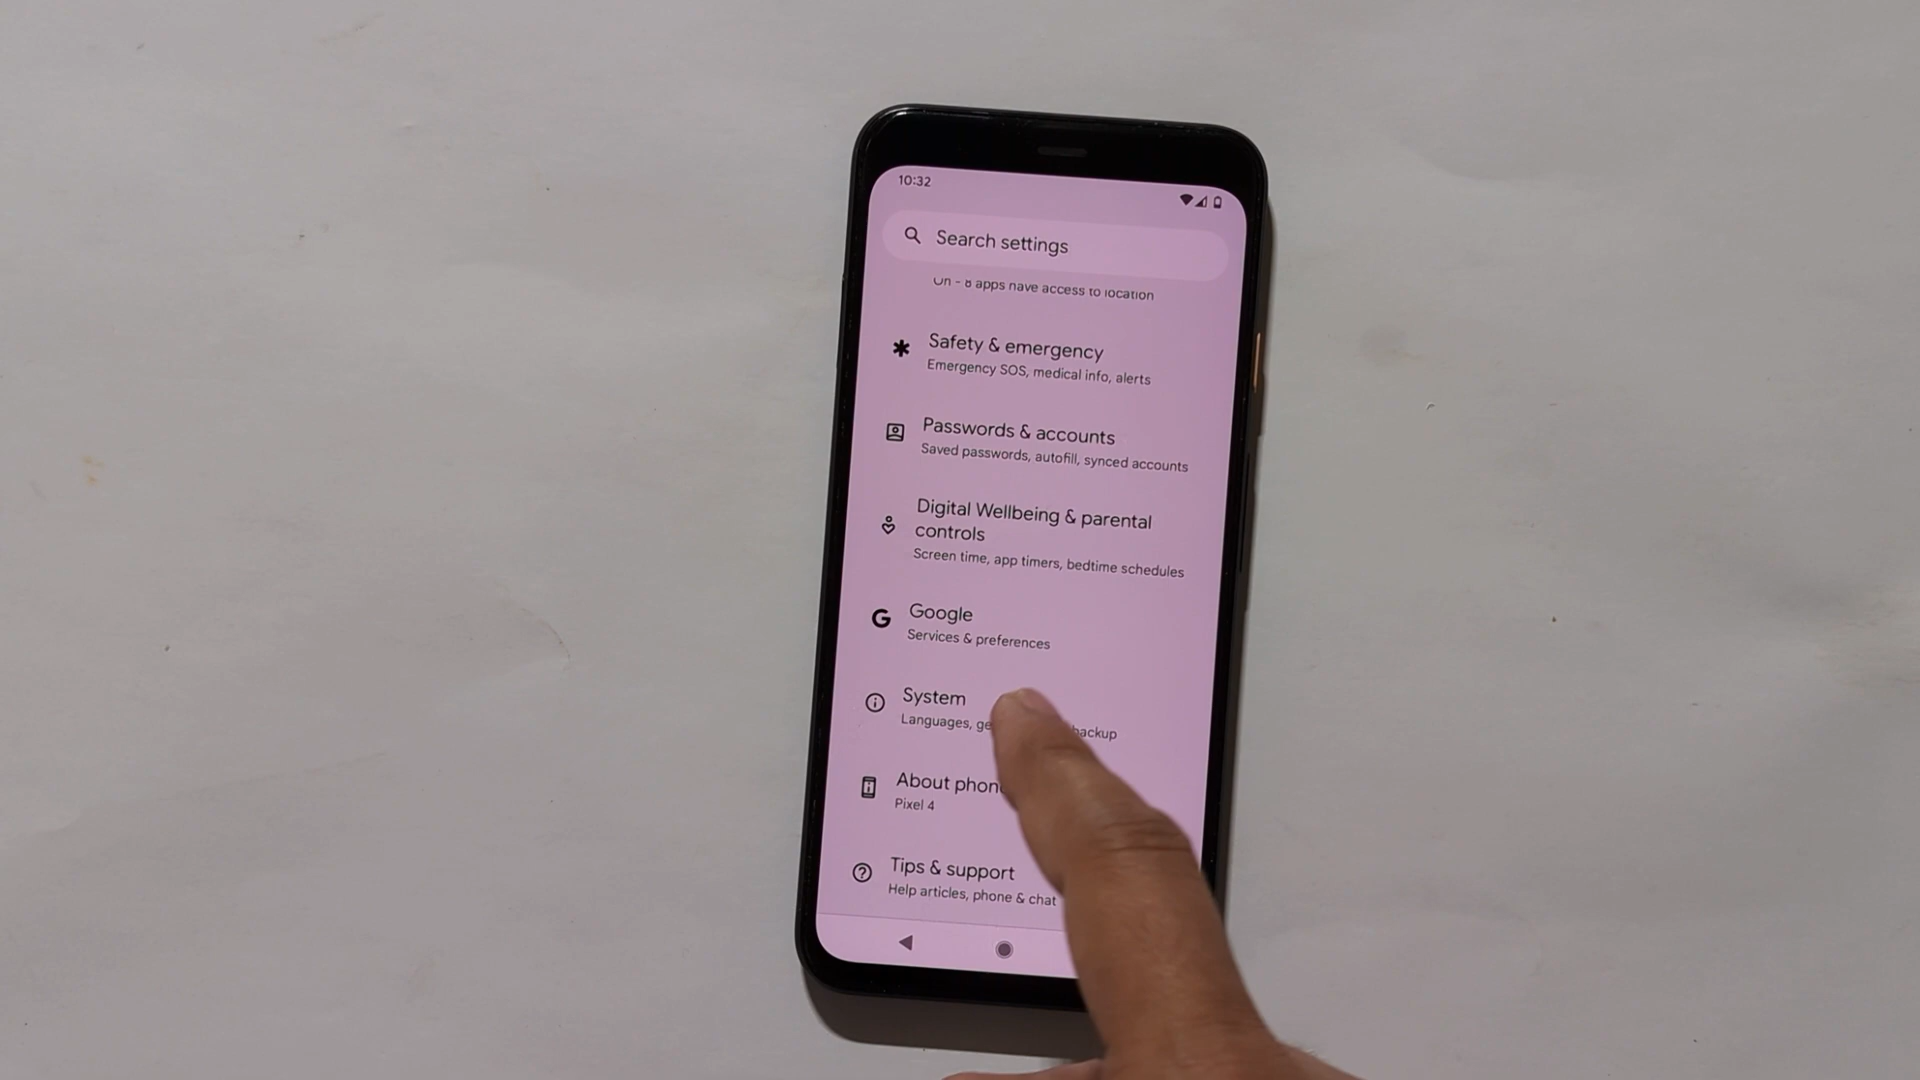 10:32
Search settings
On - 8 apps have access to location
Safety & emergency
Emergency SOS, medical info, alerts
Passwords & accounts
Saved passwords, autofill, synced accounts
Digital Wellbeing & parental
controls
Screen time, app timers, bedtime schedules
G Google
Services & preferences
System
Languages, backup
About phon
Pixel 4
Tips & support
Help articles, phone & chat